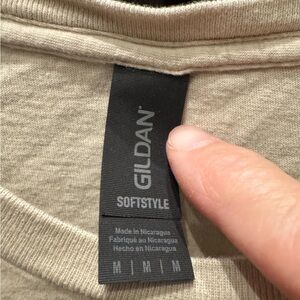 GILDAN
SOFTSTYLE
Made in Nicaragua
Fabriqué au Nicaragua
Hecho en Nicaragua
M | M | M